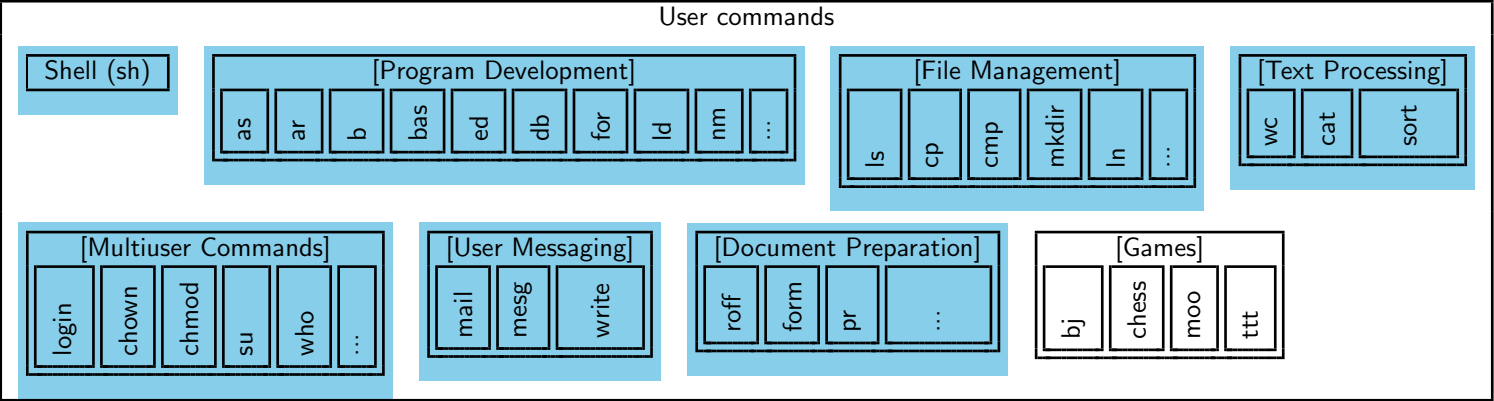 User commands
Shell (sh)
[Program Development]
as ar b bas ed db for ld nm ...
[File Management]
ls cp cmp mkdir ln ...
[Text Processing]
wc cat sort
[Multiuser Commands]
login chown chmod su who ...
[User Messaging]
mail mesg write
[Document Preparation]
roff form pr ...
[Games]
bj chess moo ttt